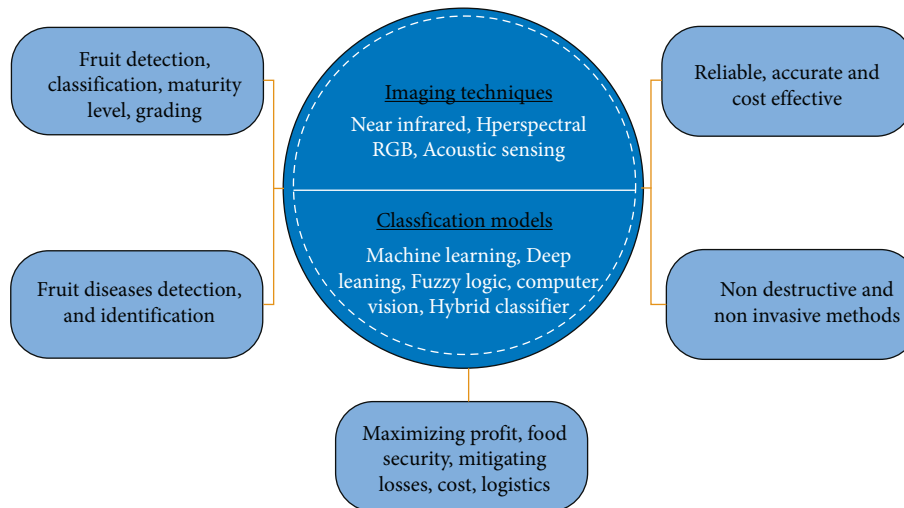 Fruit detection,
classification, maturity
level, grading
Fruit diseases detection,
and identification
Imaging techniques
Near infrared, Hperspectral
RGB, Acoustic sensing
Classfication models
Machine learning, Deep
leaning, Fuzzy logic, computer
vision, Hybrid classifier
Reliable, accurate and
cost effective
Non destructive and
non invasive methods
Maximizing profit, food
security, mitigating
losses, cost, logistics